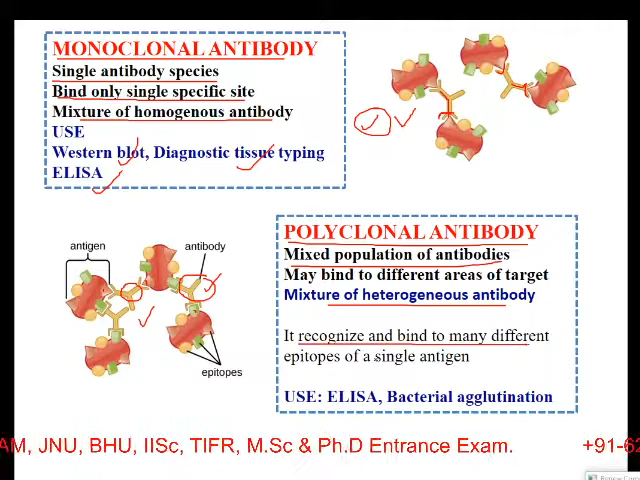 MONOCLONAL ANTIBODY
Single antibody species
Bind only single specific site
Mixture of homogenous antibody
USE
Western blot, Diagnostic tissue typing
ELISA
antigen
antibody
epitopes
POLYCLONAL ANTIBODY
Mixed population of antibodies
May bind to different areas of target
Mixture of heterogeneous antibody
It recognize and bind to many different
epitopes of a single antigen
USE: ELISA, Bacterial agglutination
AM, JNU, BHU, IISc, TIFR, M.Sc & Ph.D Entrance Exam. +91-62